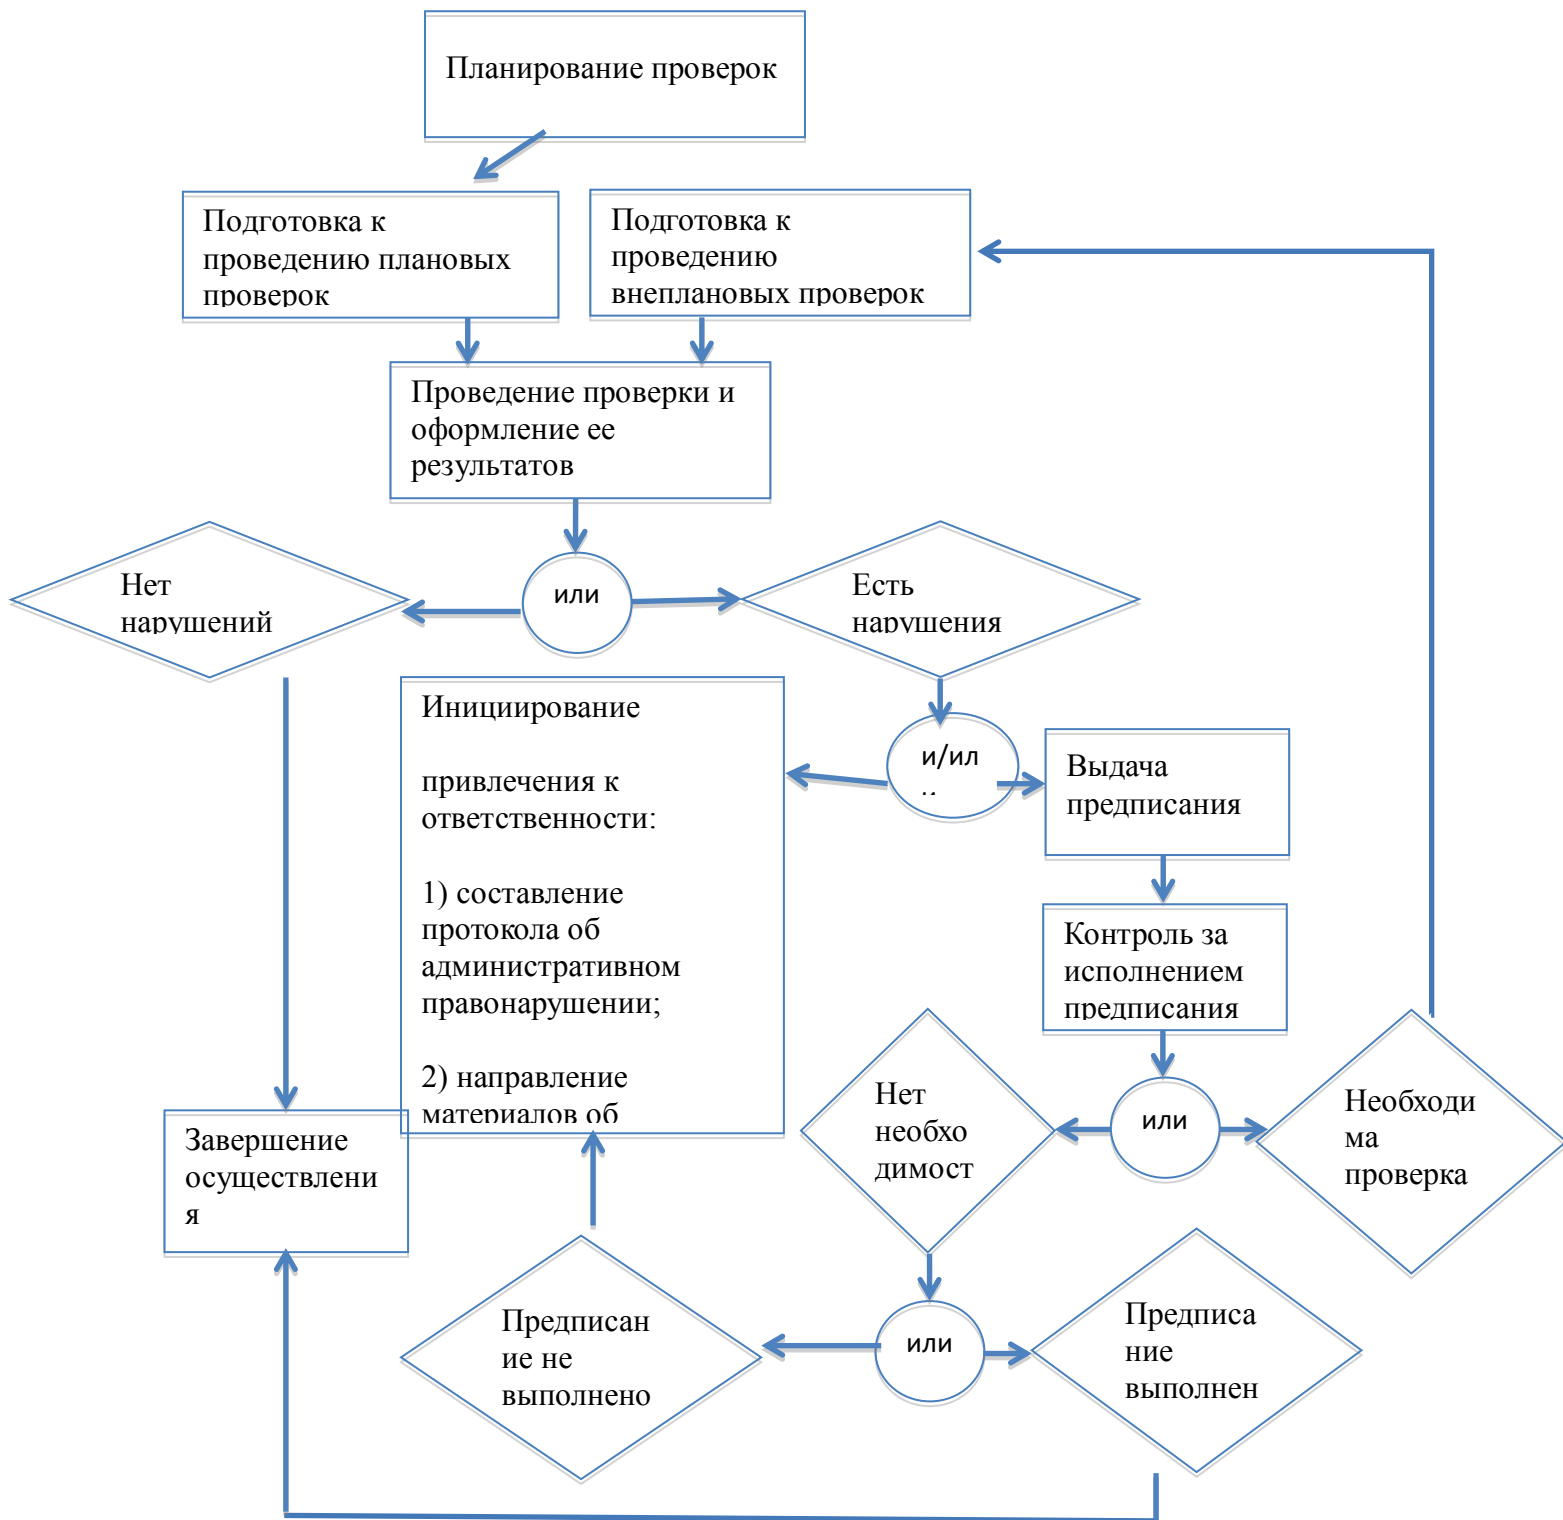 Планирование проверок
Подготовка к
проведению плановых
проверок
Подготовка к
проведению
внеплановых проверок
Проведение проверки и
оформление ее
результатов
Нет
нарушений
или
Есть
нарушения
Инициирование
привлечения к
ответственности:
1) составление
протокола об
административном
правонарушении;
2) направление
материалов об
и/ил
и
Выдача
предписания
Контроль за
исполнением
предписания
Нет
необхо
димост
или
Необходи
ма
проверка
Завершение
осуществлени
я
Предписан
ие не
выполнено
или
Предписа
ние
выполнен